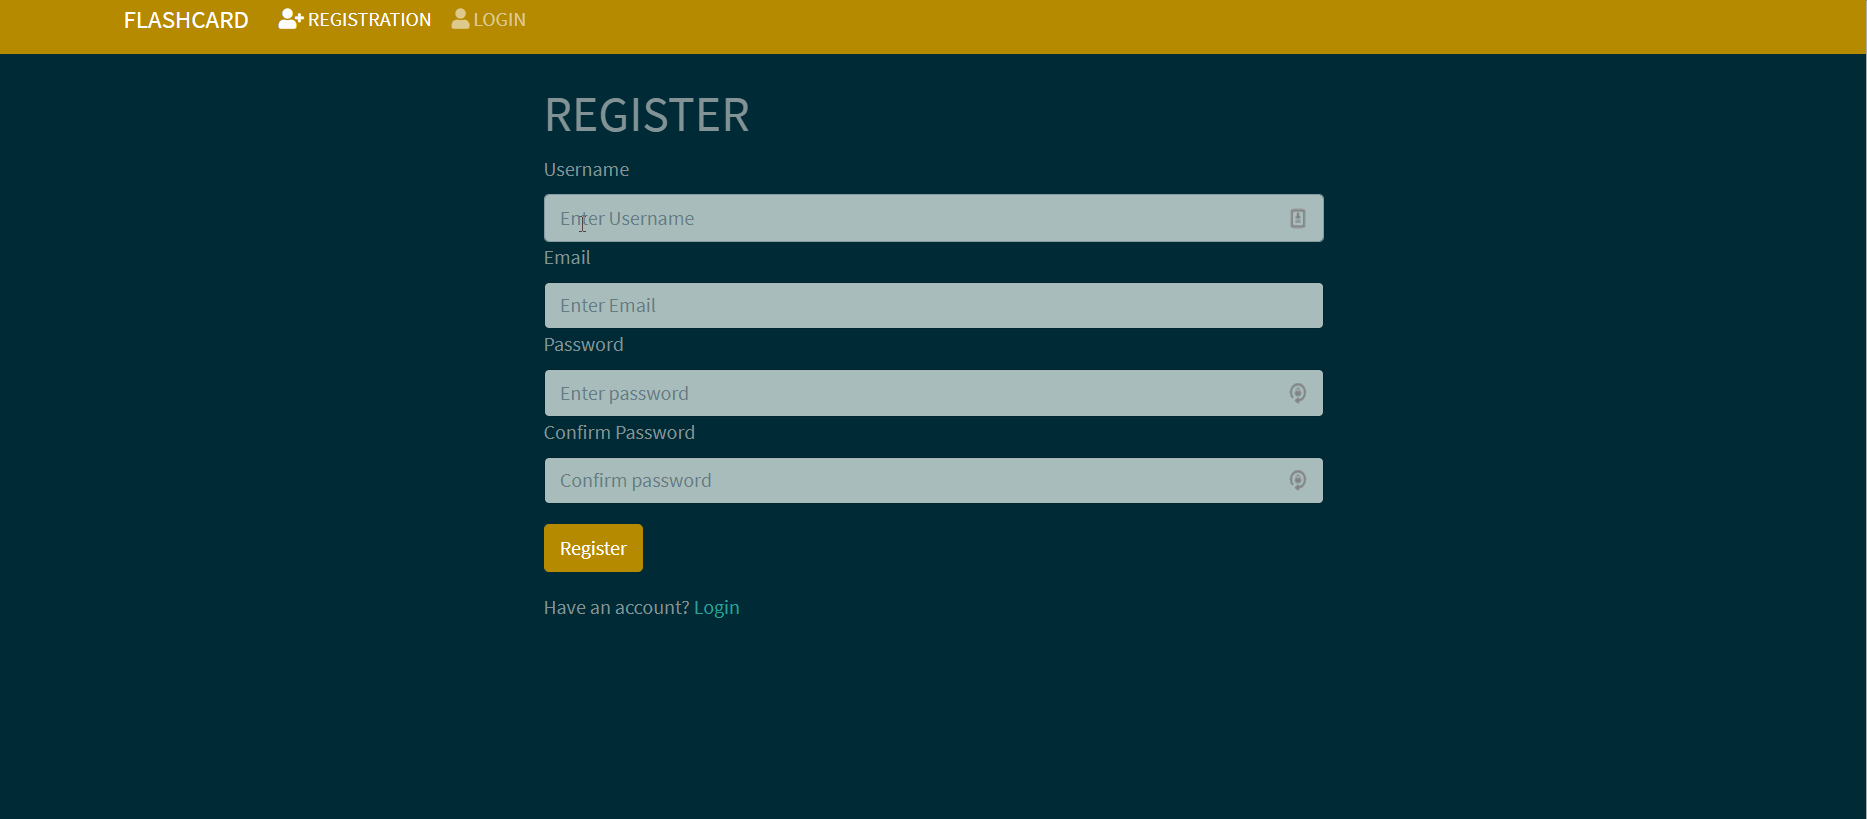 FLASHCARD REGISTRATION LOGIN
REGISTER
Username
Enter Username
Email
Enter Email
Password
Enter password
Confirm Password
Confirm password
Register
Have an account? Login